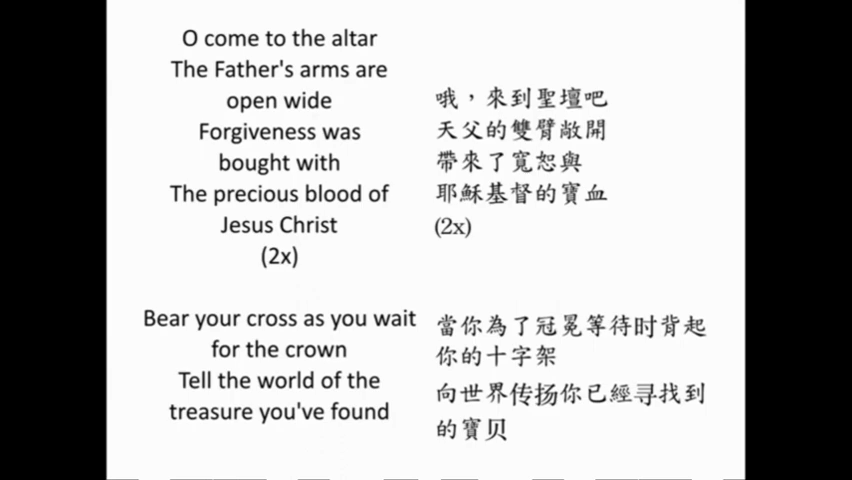 O come to the altar
The Father's arms are
open wide
Forgiveness was
bought with
The precious blood of
Jesus Christ
(2x)
Bear your cross as you wait
for the crown
Tell the world of the
treasure you've found
哦，來到聖壇吧
天父的雙臂敞開
帶來了寬恕與
耶穌基督的寶血
(2x)
當你為了冠冕等待时背起
你的十字架
向世界传扬你已經寻找到
的寶贝